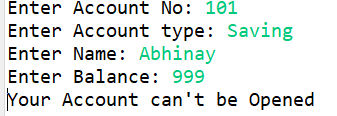 Enter Account No: 101
Enter Account type: Saving
Enter Name: Abhinay
Enter Balance: 999
Your Account can't be Opened